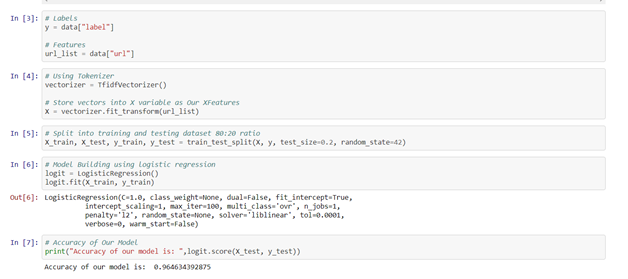 In [3]: # Labels
y = data["label"]
# Features
url_list = data["url"]
In [4]: # Using Tokenizer
vectorizer = TfidfVectorizer()
# Store vectors into X variable as Our XFeatures
X = vectorizer.fit_transform(url_list)
In [5]: # Split into training and testing dataset 80:20 ratio
X_train, X_test, y_train, y_test = train_test_split(X, y, test_size=0.2, random_state=42)
In [6]: # Model Building using logistic regression
logit = LogisticRegression()
logit.fit(X_train, y_train)
Out[6]: LogisticRegression(C=1.0, class_weight=None, dual=False, fit_intercept=True,
intercept_scaling=1, max_iter=100, multi_class='ovr', n_jobs=1,
penalty='l2', random_state=None, solver='liblinear', tol=0.0001,
verbose=0, warm_start=False)
In [7]: # Accuracy of Our Model
print("Accuracy of our model is: ",logit.score(X_test, y_test))
Accuracy of our model is:  0.964634392875